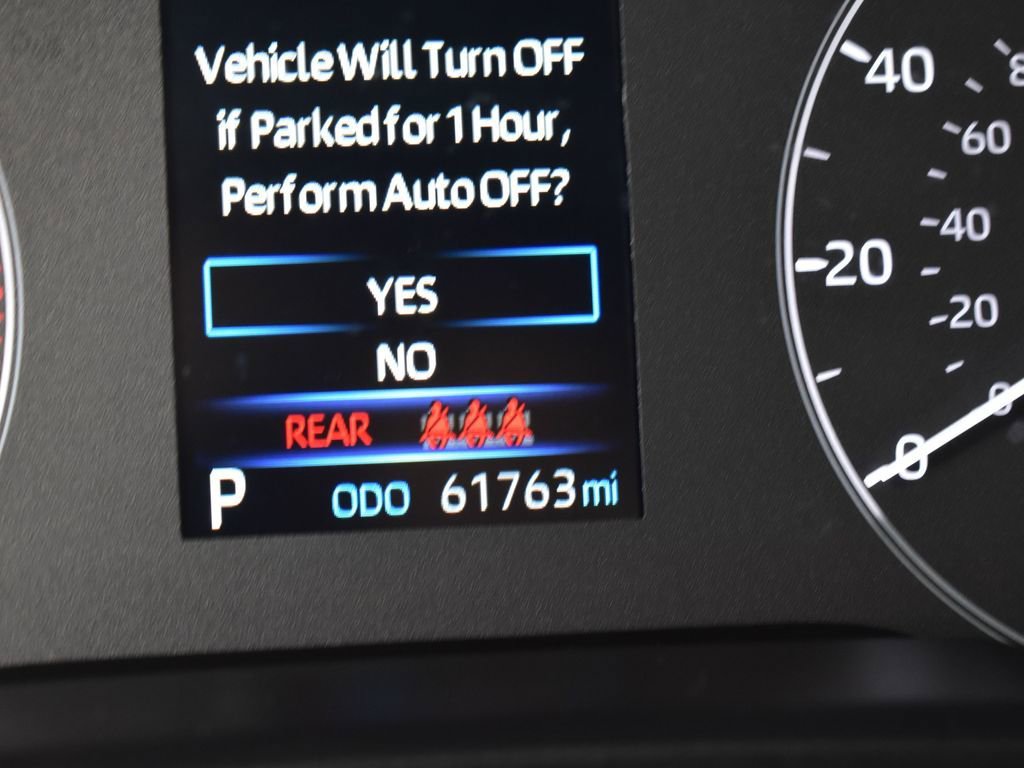 Vehicle Will Turn OFF
if Parked for 1 Hour,
Perform Auto OFF?
YES
NO
REAR
P ODO 61763 mi
40
20
0
60
40
20
0